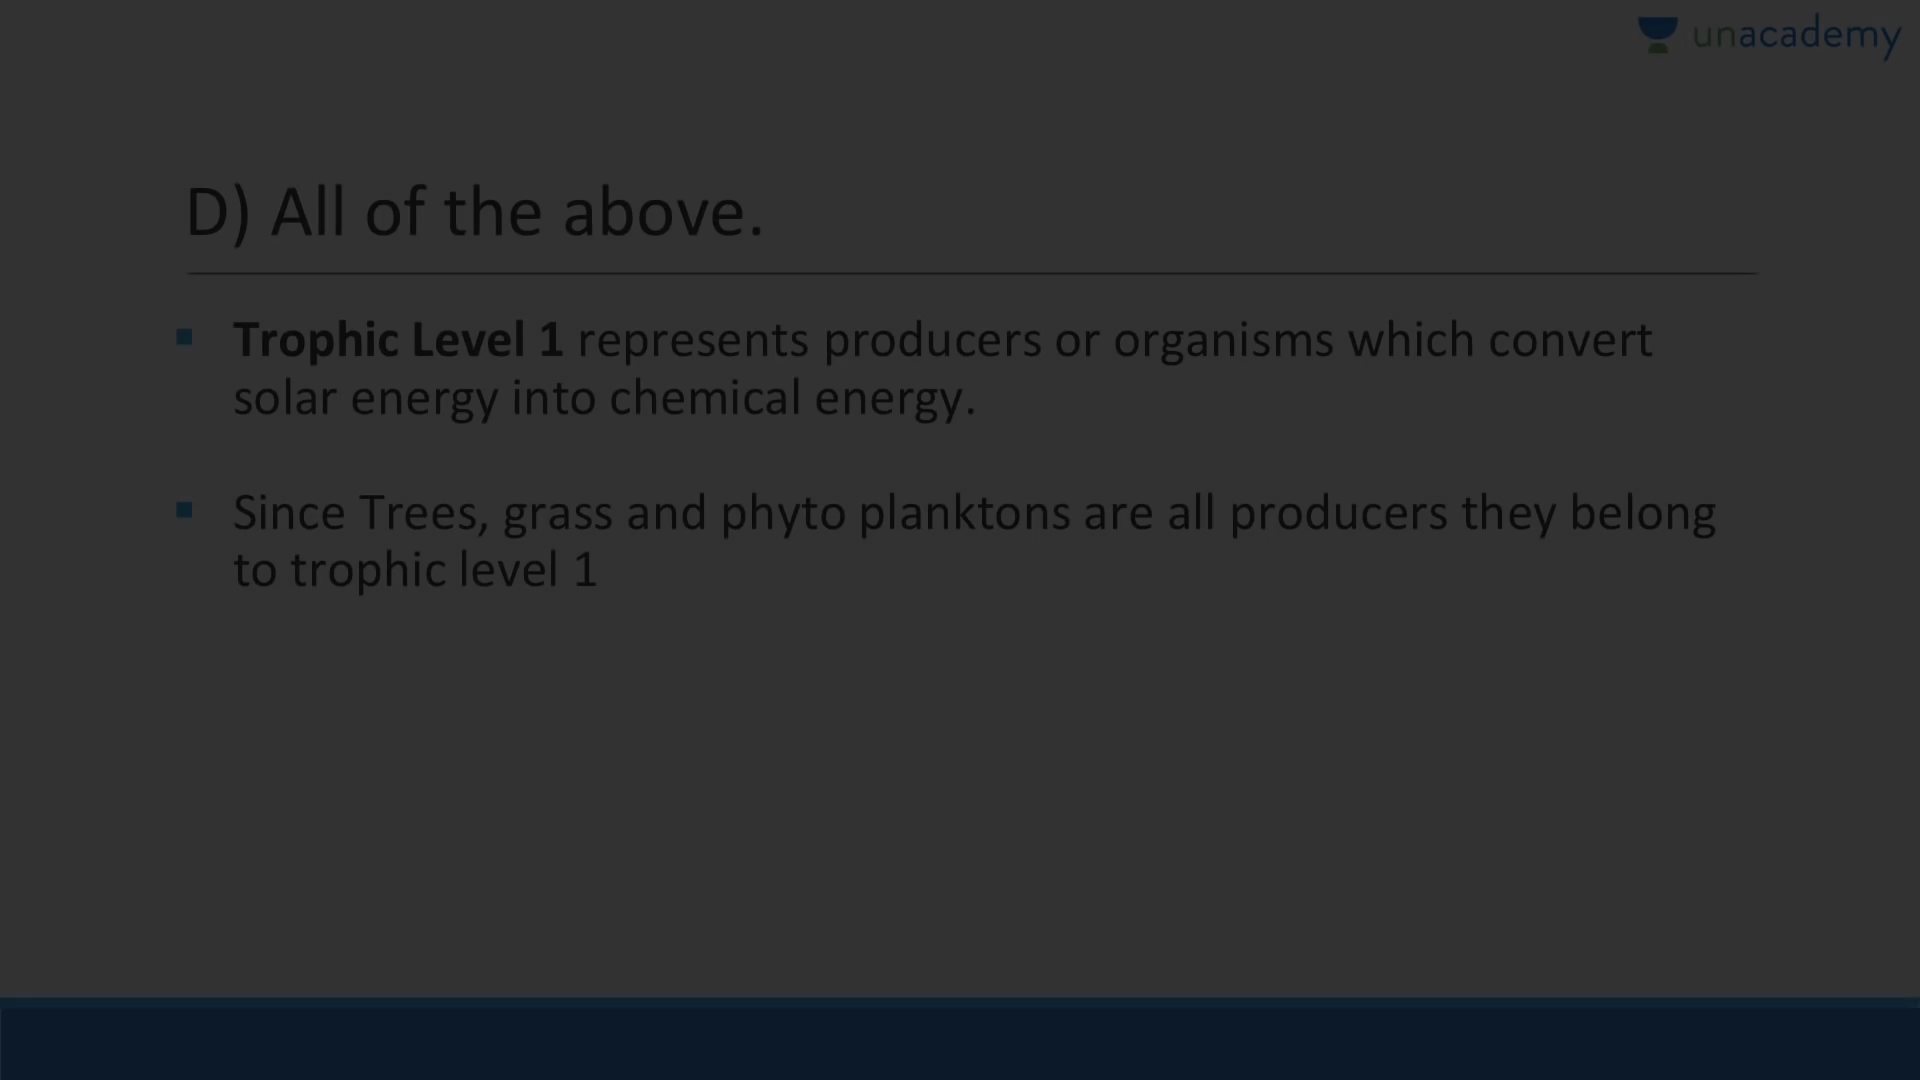 unacademy
D) All of the above.
Trophic Level 1 represents producers or organisms which convert
solar energy into chemical energy.
Since Trees, grass and phyto planktons are all producers they belong
to trophic level 1